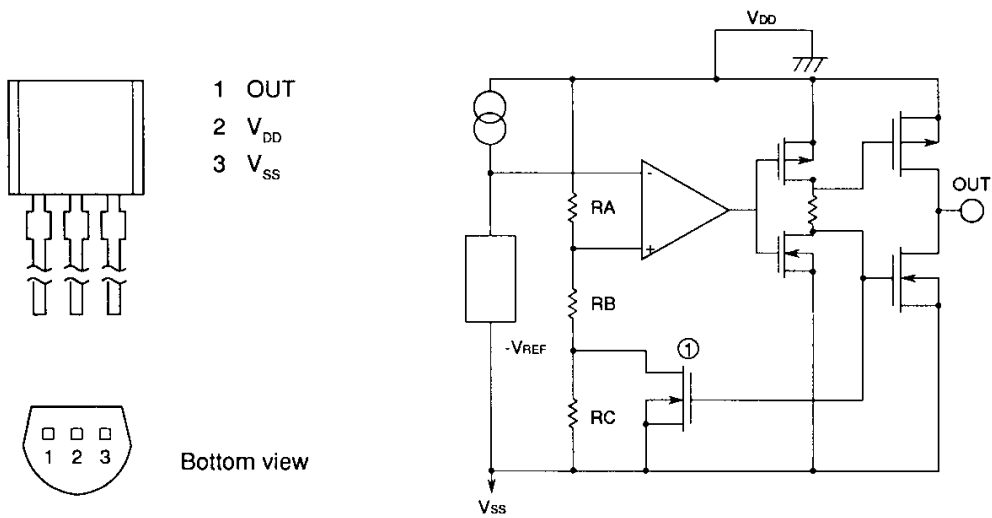 1 OUT
2 VDD
3 VSS
1 2 3
Bottom view
VDD
-
RA
+
OUT
RB
-VREF
①
RC
VSS